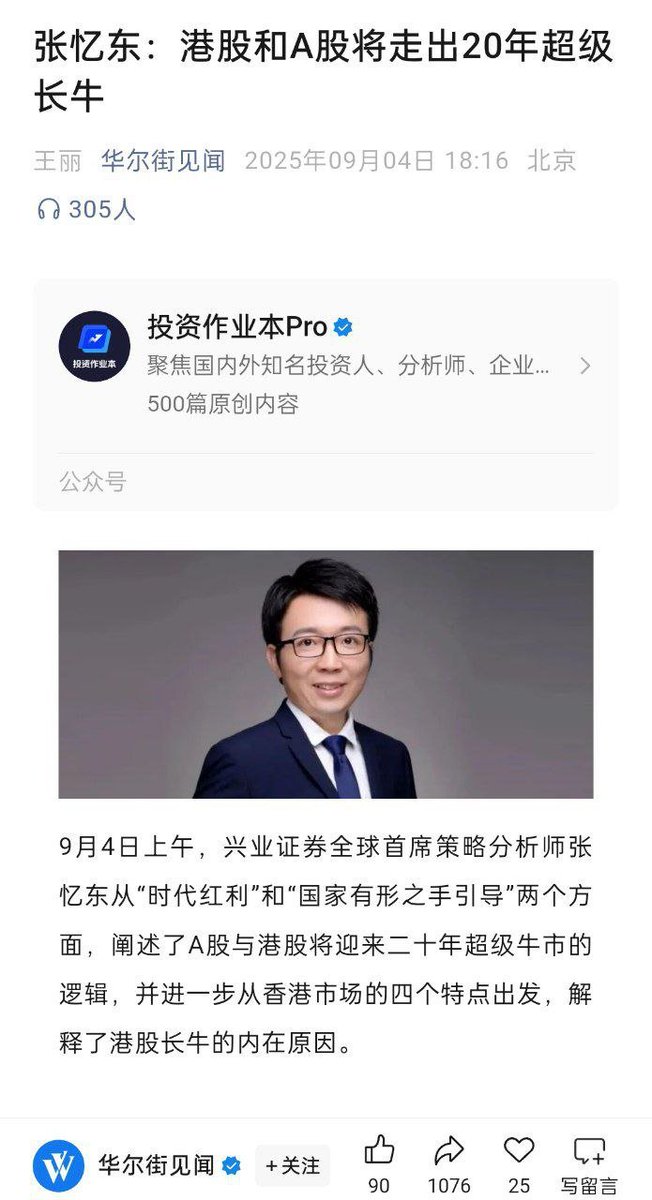 张忆东：港股和A股将走出20年超级
长牛
王丽 华尔街见闻 2025年09月04日 18:16 北京
305人
投资作业本
投资作业本Pro
聚焦国内外知名投资人、分析师、企业...
500篇原创内容
公众号
9月4日上午，兴业证券全球首席策略分析师张
忆东从“时代红利”和“国家有形之手引导”两个方
面，阐述了A股与港股将迎来二十年超级牛市的
逻辑，并进一步从香港市场的四个特点出发，解
释了港股长牛的内在原因。
华尔街见闻 +关注 90 1076 25 写留言